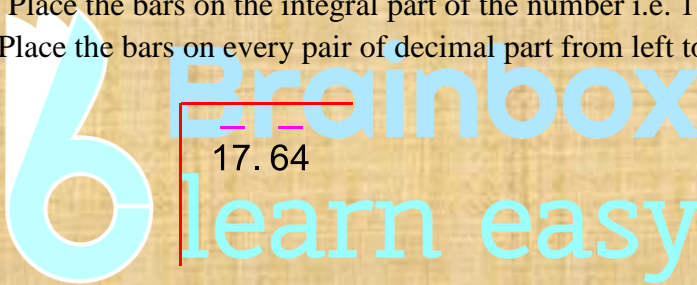 Place the bars on the integral part of the number i.e. 1
Place the bars on every pair of decimal part from left to
Brainbox
17.64
learn easy